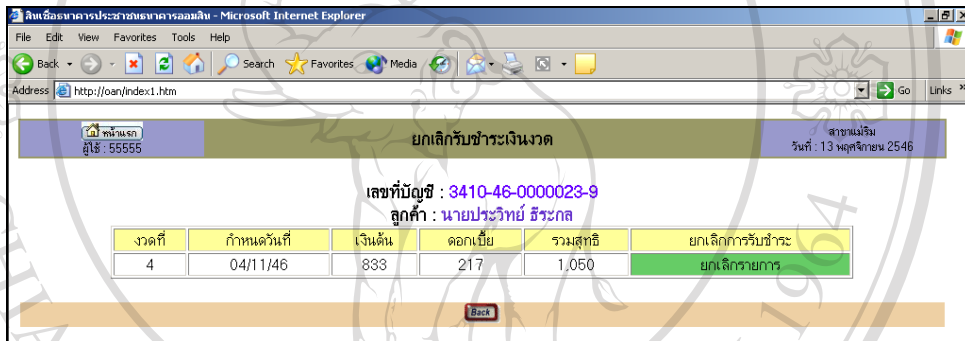 สินเชื่อธนาคารประชาชนธนาคารออมสิน - Microsoft Internet Explorer
File Edit View Favorites Tools Help
Back Search Favorites Media
Address http://oan/index1.htm Go Links
หน้าแรก
ผู้ใช้ : 55555
ยกเลิกรับชำระเงินงวด
สาขาแม่ริม
วันที่ : 13 พฤศจิกายน 2546
เลขที่บัญชี : 3410-46-0000023-9
ลูกค้า : นายประวิทย์ ธีระกล
งวดที่ กำหนดวันที่ เงินต้น ดอกเบี้ย รวมสุทธิ ยกเลิกการรับชำระ
4 04/11/46 833 217 1,050 ยกเลิกรายการ
Back
1964